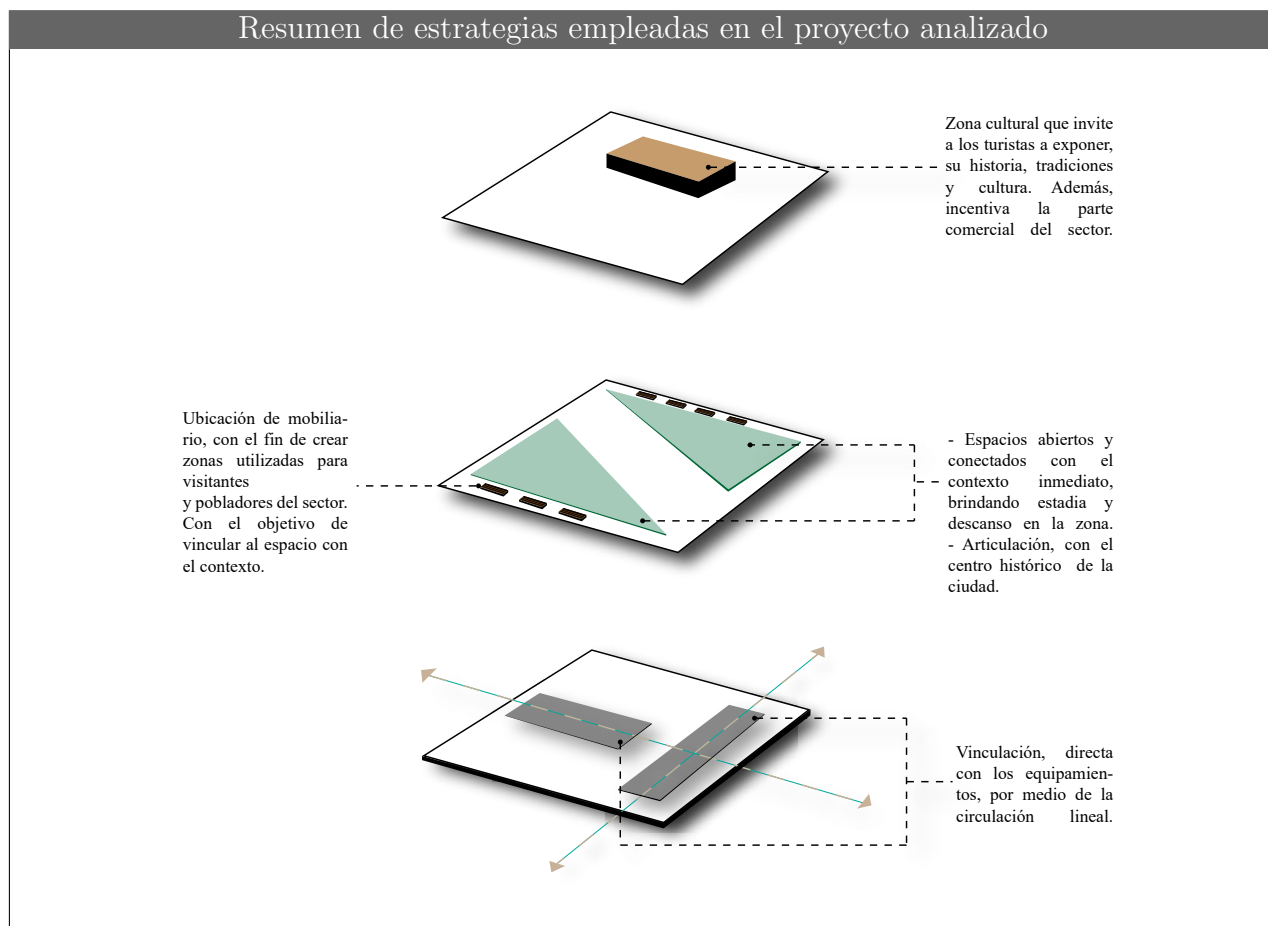 Resumen de estrategias empleadas en el proyecto analizado
Zona cultural que invite
a los turistas a exponer,
su historia, tradiciones
y cultura. Además,
incentiva la parte
comercial del sector.
Ubicación de mobilia-
rio, con el fin de crear
zonas utilizadas para
visitantes
y pobladores del sector.
Con el objetivo de
vincular al espacio con
el contexto.
- Espacios abiertos y
conectados con el
contexto inmediato,
brindando estadia y
descanso en la zona.
- Articulación, con el
centro histórico de la
ciudad.
Vinculación, directa
con los equipamien-
tos, por medio de la
circulación lineal.